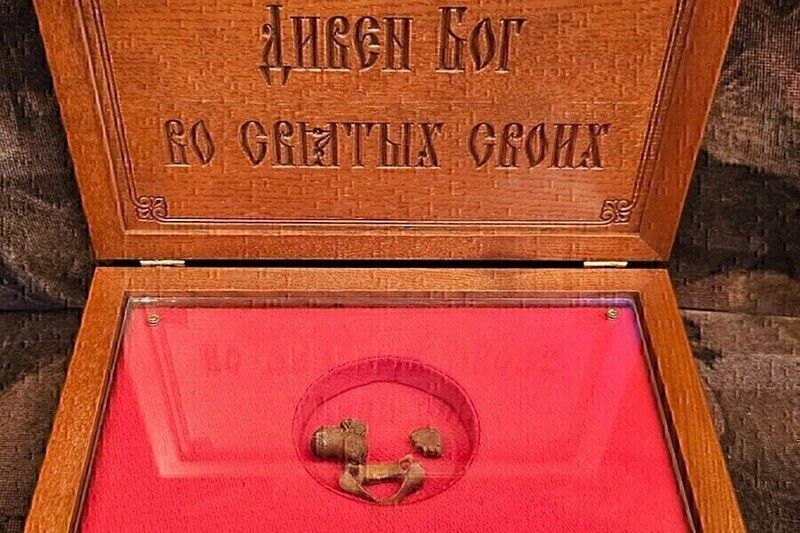 Дивен Бог
во святых своих